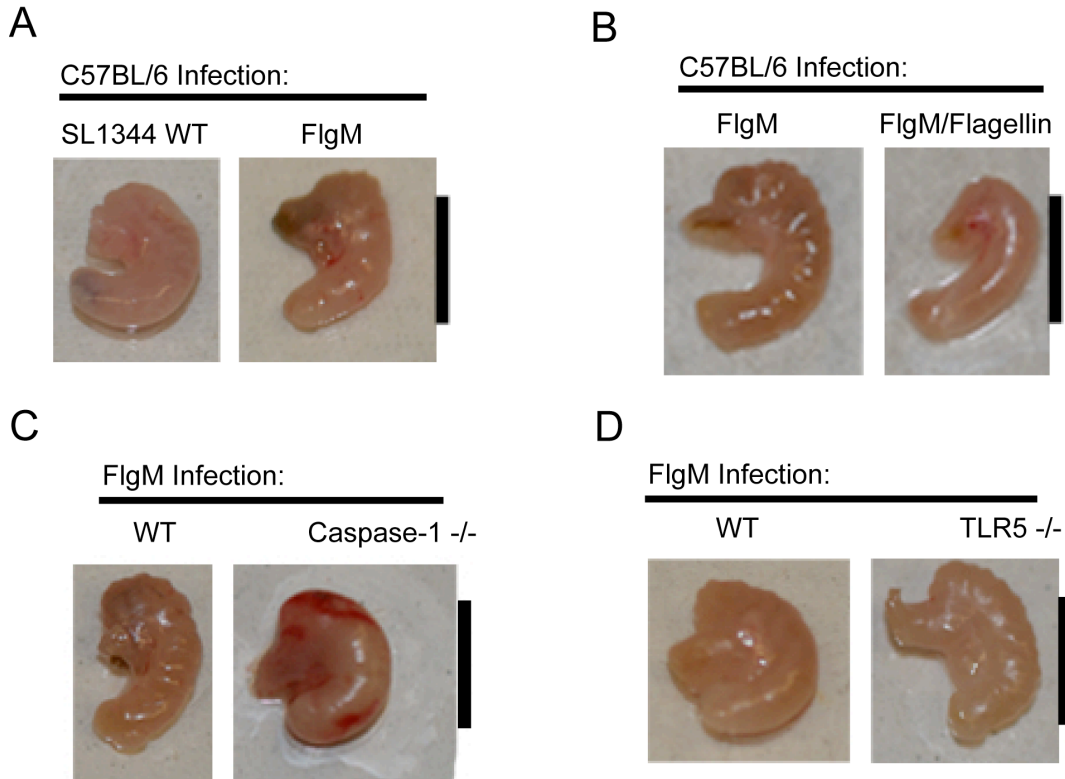 A
C57BL/6 Infection:
SL1344 WT
FlgM
B
C57BL/6 Infection:
FlgM
FlgM/Flagellin
C
FlgM Infection:
WT
Caspase-1 -/-
D
FlgM Infection:
WT
TLR5 -/-